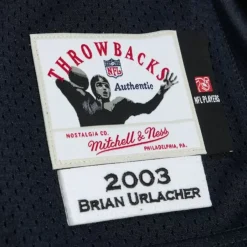 THROWBACKS
NFL
Authentic
NOSTALGIA CO.
Mitchell & Ness
PHILADELPHIA, PA.
NFL PLAYERS
2003
BRIAN URLACHER